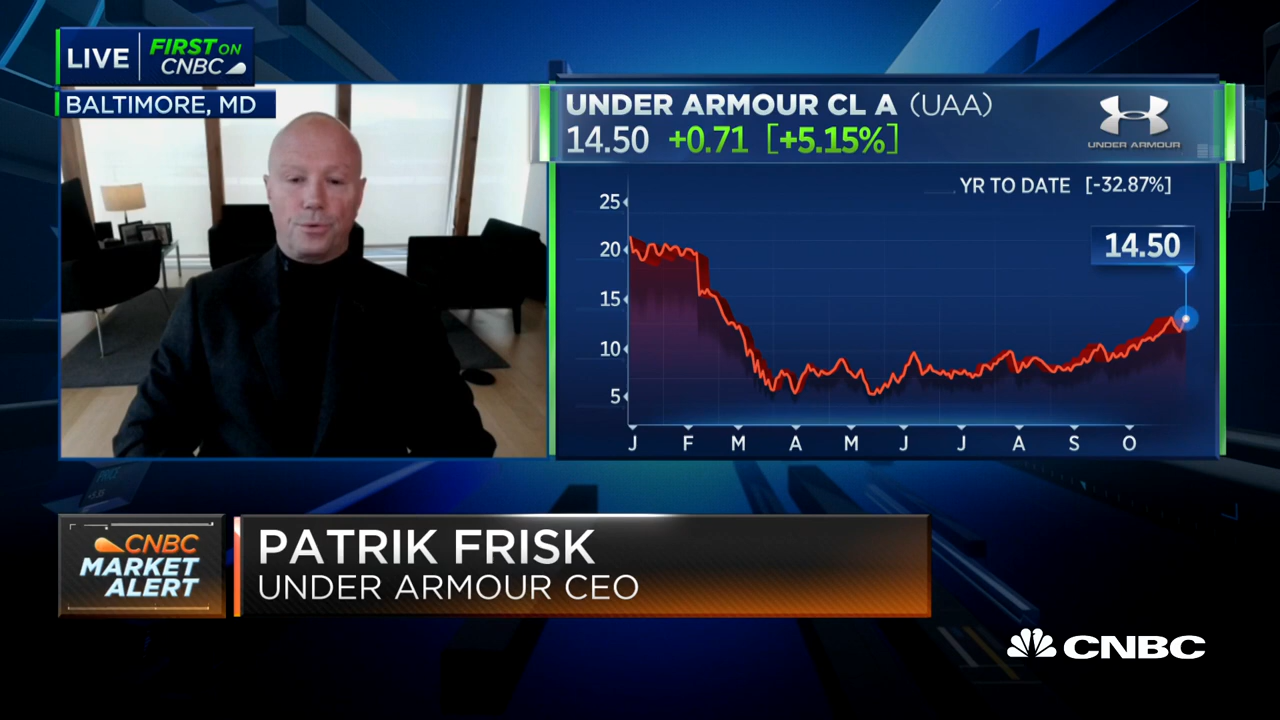 LIVE
FIRST ON
CNBC
BALTIMORE, MD
UNDER ARMOUR CL A (UAA)
14.50 +0.71 [+5.15%]
UNDER ARMOUR
YR TO DATE [-32.87%]
14.50
25
20
15
10
5
J F M A M J J A S O
CNBC
MARKET
ALERT
PATRIK FRISK
UNDER ARMOUR CEO
CNBC